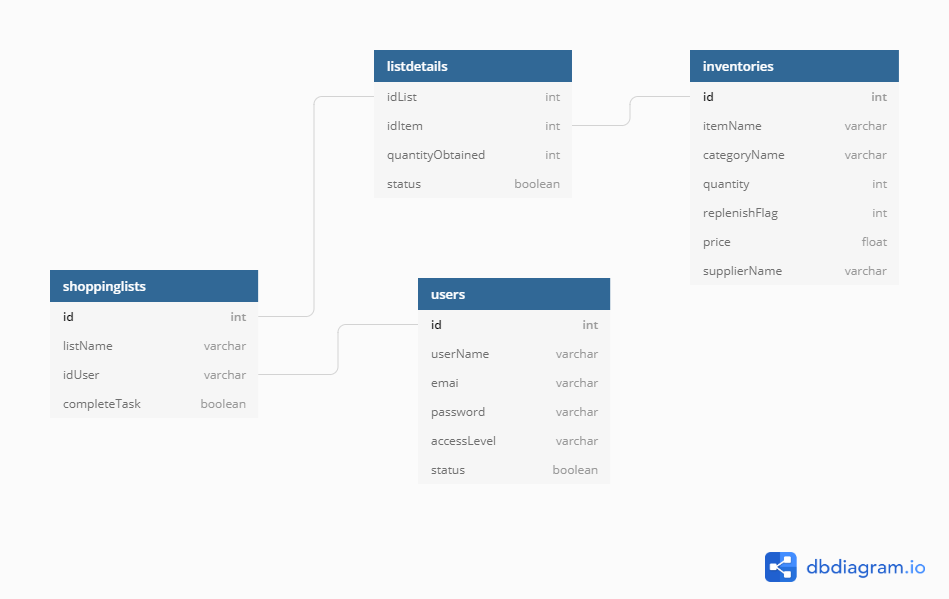 listdetails
idList int
idItem int
quantityObtained int
status boolean
inventories
id int
itemName varchar
categoryName varchar
quantity int
replenishFlag int
price float
supplierName varchar
shoppinglists
id int
listName varchar
idUser varchar
completeTask boolean
users
id int
userName varchar
emai varchar
password varchar
accessLevel varchar
status boolean
dbdiagram.io